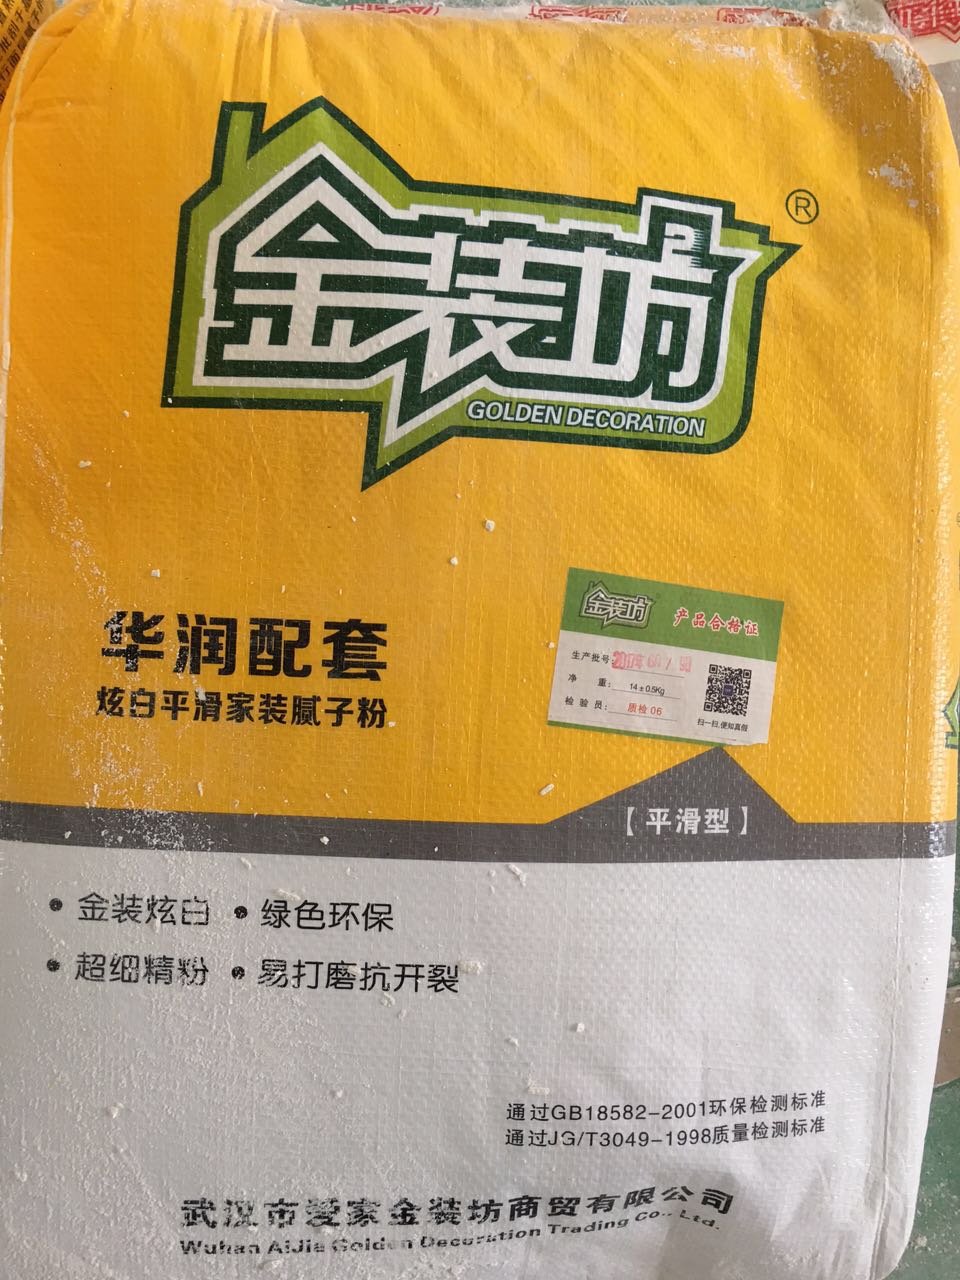 金装坊
®
GOLDEN DECORATION
华润配套
炫白平滑家装腻子粉
金装坊
产品合格证
生产批号:
净 重: 14±0.5Kg
检 验 员: 质检 06
扫一扫,便知真假
【平滑型】
• 金装炫白 • 绿色环保
• 超细精粉 • 易打磨抗开裂
通过GB18582-2001环保检测标准
通过JG/T3049-1998质量检测标准
武汉市爱家金装坊商贸有限公司
Wuhan AiJia Golden Decoration Trading Co., Ltd.